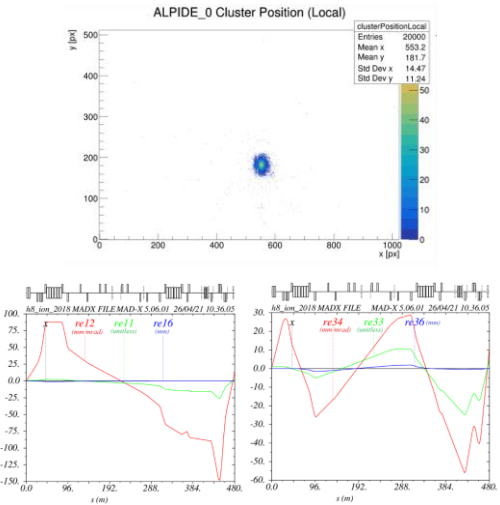 ALPIDE_0 Cluster Position (Local)
clusterPositionLocal
Entries 20000
Mean x 553.2
Mean y 181.7
Std Dev x 14.47
Std Dev y 11.24
y [px]
500
400
300
200
100
0
0 200 400 600 800 1000
x [px]
50
40
30
20
10
0
h8_ion_2018 MADX FILE MAD-X 5.06.01 26/04/21 10.36.05
100.
75.
50.
25.
0.0
-25.
-50.
-75.
-100.
-125.
-150.
x
re12 re11 re16
(mm/mrad) (unitless) (mm)
0.0 96. 192. 288. 384. 480.
s (m)
h8_ion_2018 MADX FILE MAD-X 5.06.01 26/04/21 10.36.05
30.
20.
10.
0.0
-10.
-20.
-30.
-40.
-50.
-60.
x
re34 re33 re36 (mm)
(mm/mrad) (unitless)
0.0 96. 192. 288. 384. 480.
s (m)